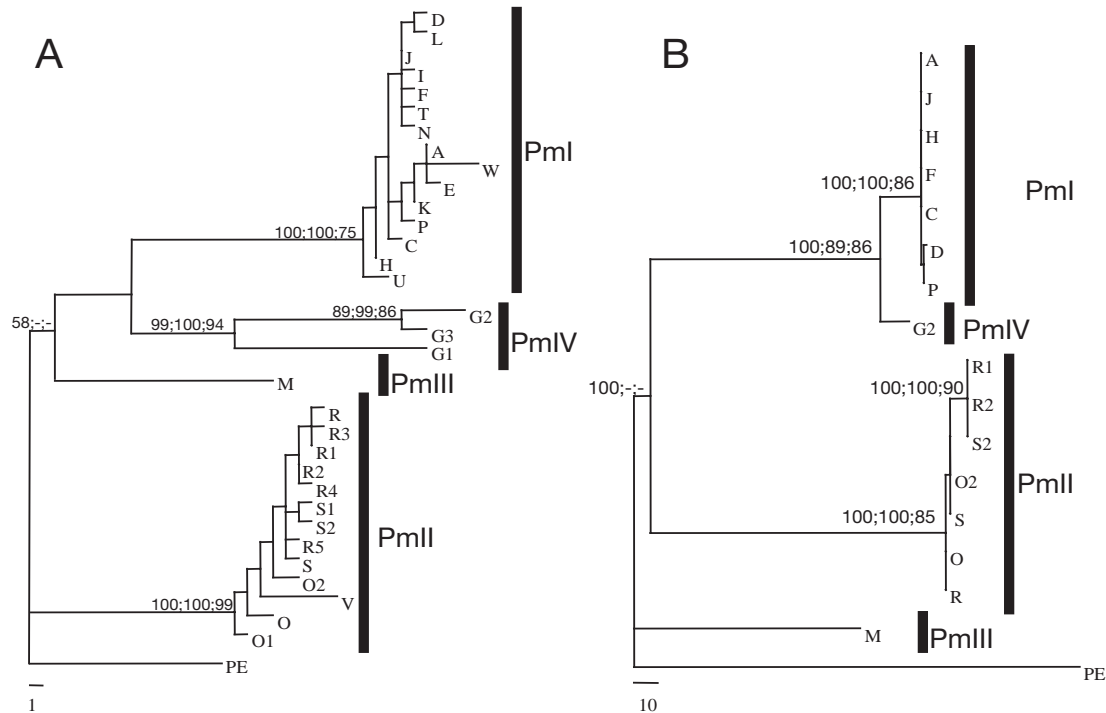 A
D
L
J
I
F
T
N
A
W
E
K
P
C
H
U
PmI
100;100;75
58;-;-
99;100;94
89;99;86
G2
G3
G1
PmIV
M
PmIII
R
R3
R1
R2
R4
S1
S2
R5
S
O2
V
O
O1
PmII
100;100;99
PE
1
B
A
J
H
F
C
D
P
PmI
100;100;86
100;89;86
G2
PmIV
100;-;-
R1
R2
S2
O2
S
O
R
100;100;90
PmII
100;100;85
M
PmIII
PE
10